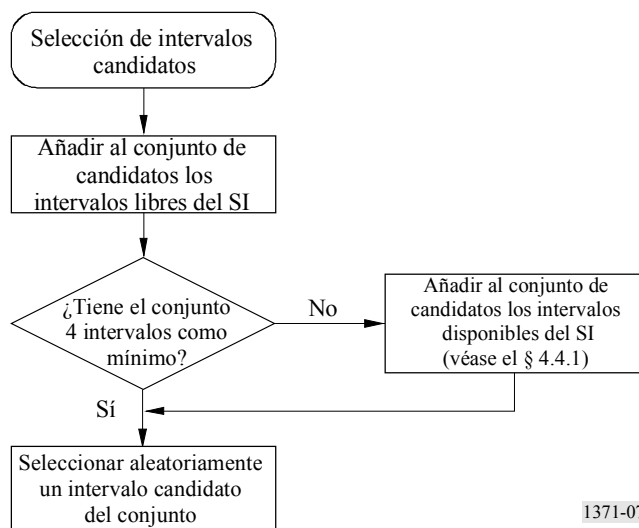 Selección de intervalos
candidatos
Añadir al conjunto de
candidatos los
intervalos libres del SI
¿Tiene el conjunto
4 intervalos como
mínimo?
No
Añadir al conjunto de
candidatos los intervalos
disponibles del SI
(véase el § 4.4.1)
Sí
Seleccionar aleatoriamente
un intervalo candidato
del conjunto
1371-07